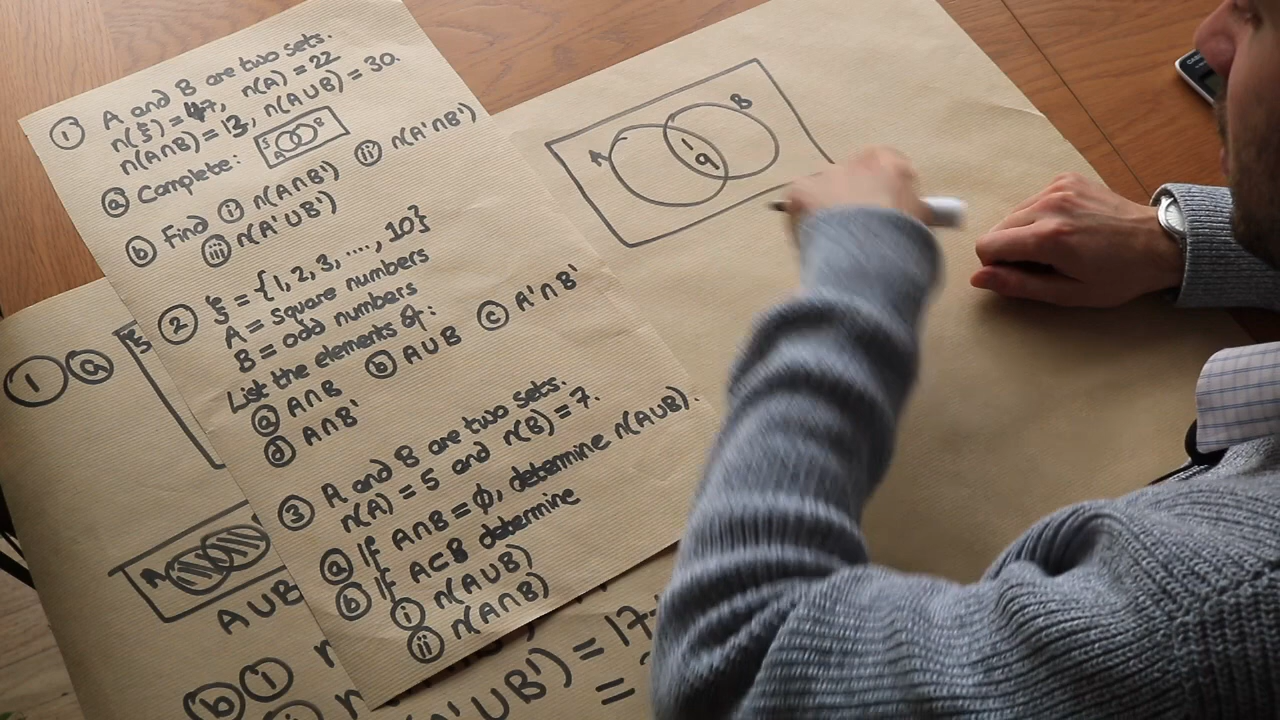 ① A and B are two sets.
n(ξ) = 47, n(A) = 22
n(A∩B) = 13, n(A∪B) = 30.
ⓐ Complete: ξ A B
ⓑ Find ⓘ n(A∩B') ⓘⓘ n(A'∩B')
ⓘⓘⓘ n(A'∪B')
② ξ = {1, 2, 3, ...., 10}
A = square numbers
B = odd numbers
List the elements of:
ⓐ A∩B ⓑ A∪B ⓒ A'∩B'
ⓓ A∩B'
③ A and B are two sets.
n(A) = 5 and n(B) = 7.
ⓐ If A∩B = ∅, determine n(A∪B).
ⓑ If A⊂B determine
ⓘ n(A∪B)
ⓘⓘ n(A∩B)
A B
1 9
① ⓐ ξ
A
A∪B
ⓑ ⓘ n
n
A'∪B') = 17
=